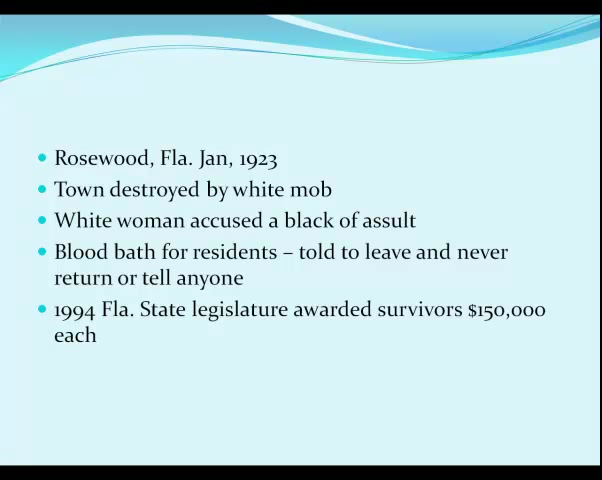 Rosewood, Fla. Jan, 1923
Town destroyed by white mob
White woman accused a black of assult
Blood bath for residents – told to leave and never
return or tell anyone
1994 Fla. State legislature awarded survivors $150,000
each